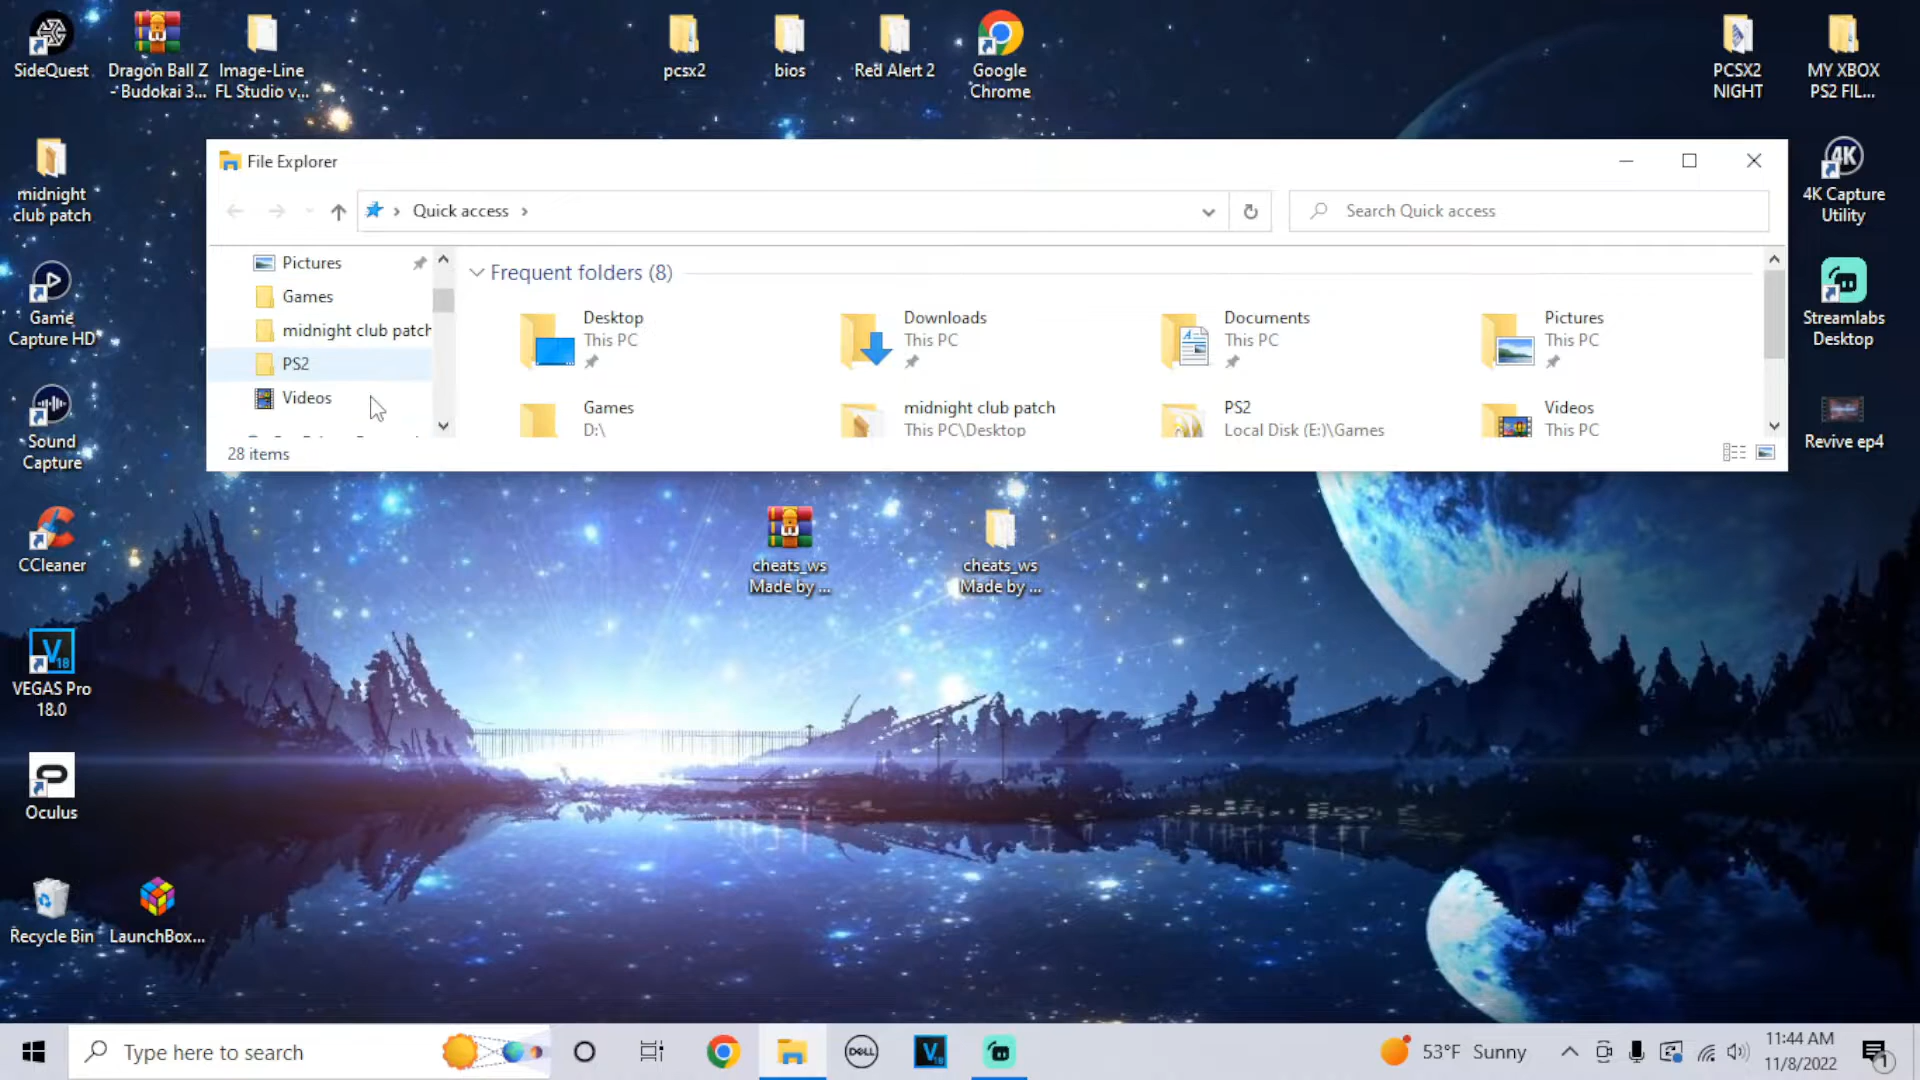 SideQuest
Dragon Ball Z
- Budokai 3...
Image-Line
FL Studio v...
pcsx2
bios
Red Alert 2
Google
Chrome
PCSX2
NIGHT
MY XBOX
PS2 FIL...
midnight
club patch
4K
4K Capture
Utility
File Explorer
Quick access
Search Quick access
Pictures
Games
midnight club patch
PS2
Videos
Frequent folders (8)
Desktop
This PC
Downloads
This PC
Documents
This PC
Pictures
This PC
Games
D:\
midnight club patch
This PC\Desktop
PS2
Local Disk (E:)\Games
Videos
This PC
28 items
Game
Capture HD
Streamlabs
Desktop
Sound
Capture
Revive ep4
CCleaner
cheats_ws
Made by ...
cheats_ws
Made by ...
V 18
VEGAS Pro
18.0
Oculus
Recycle Bin
LaunchBox...
Type here to search
DELL
V 18
53°F Sunny
11:44 AM
11/8/2022
1